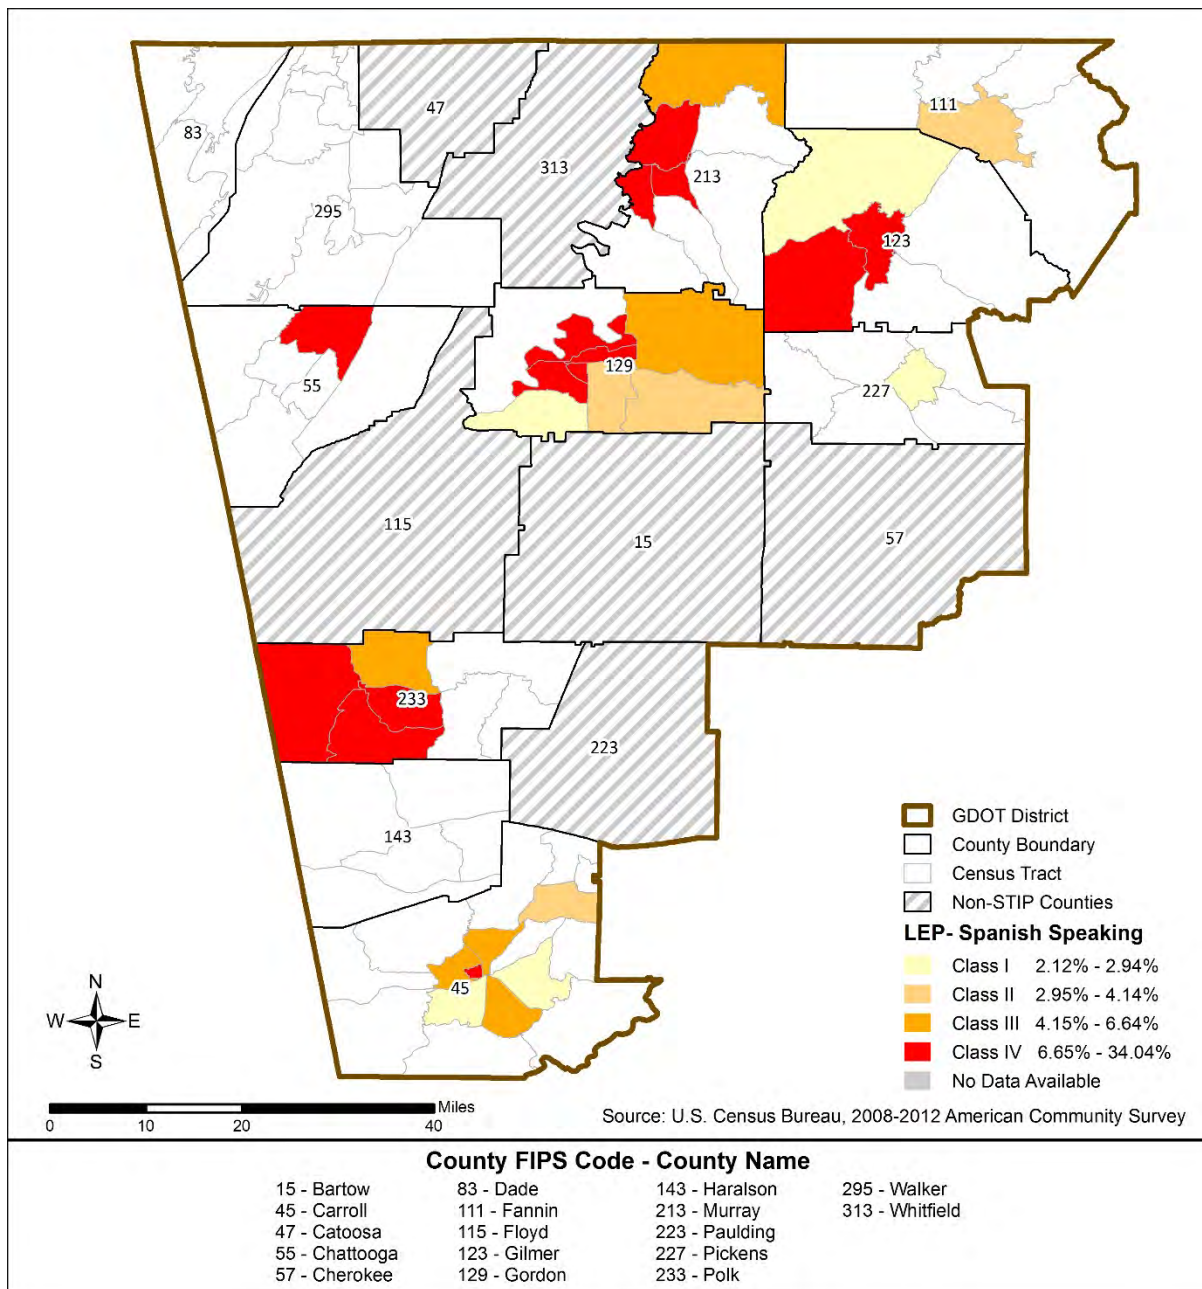 47
111
83
313
213
295
123
129
55
227
115
15
57
233
223
143
45
GDOT District
County Boundary
Census Tract
Non-STIP Counties
LEP- Spanish Speaking
Class I 2.12% - 2.94%
Class II 2.95% - 4.14%
Class III 4.15% - 6.64%
Class IV 6.65% - 34.04%
No Data Available
N
W E
S
Miles
0 10 20 40
Source: U.S. Census Bureau, 2008-2012 American Community Survey
County FIPS Code - County Name
15 - Bartow 83 - Dade 143 - Haralson 295 - Walker
45 - Carroll 111 - Fannin 213 - Murray 313 - Whitfield
47 - Catoosa 115 - Floyd 223 - Paulding
55 - Chattooga 123 - Gilmer 227 - Pickens
57 - Cherokee 129 - Gordon 233 - Polk